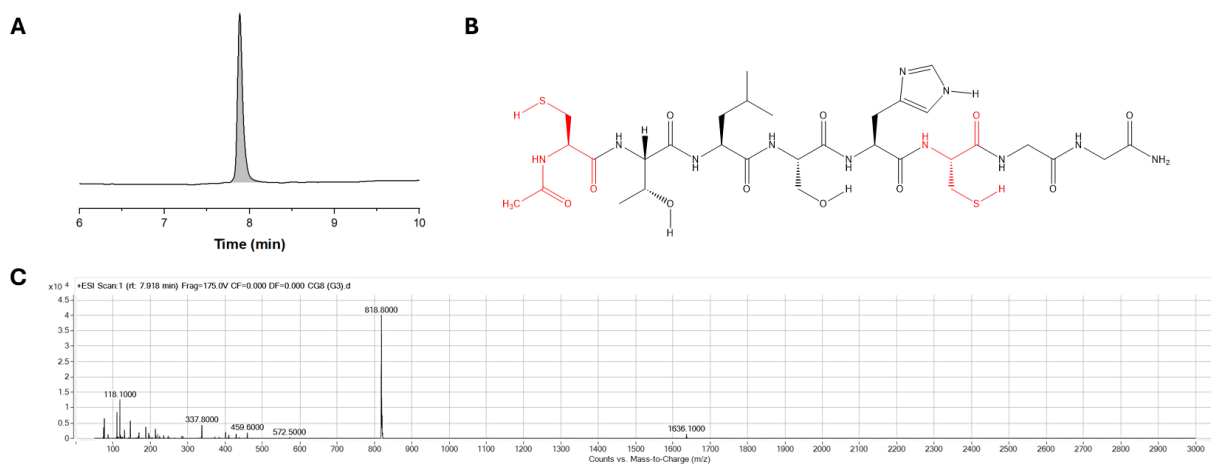 A
6 7 8 9 10
Time (min)
B
H
S
HN
O
H3C
O
H
N
H
O
O
H
N
H
O
N
H
O
O
H
N
H
N
N
H
O
N
H
O
S
H
N
H
O
H
N
O
NH2
C
x10 4
+ESI Scan:1 (rt: 7.918 min) Frag=175.0V CF=0.000 DF=0.000 CG8 (G3).d
4.5
4
3.5
3
2.5
2
1.5
1
0.5
0
818.8000
118.1000
337.8000
459.6000
572.5000
1636.1000
100 200 300 400 500 600 700 800 900 1000 1100 1200 1300 1400 1500 1600 1700 1800 1900 2000 2100 2200 2300 2400 2500 2600 2700 2800 2900 3000
Counts vs. Mass-to-Charge (m/z)